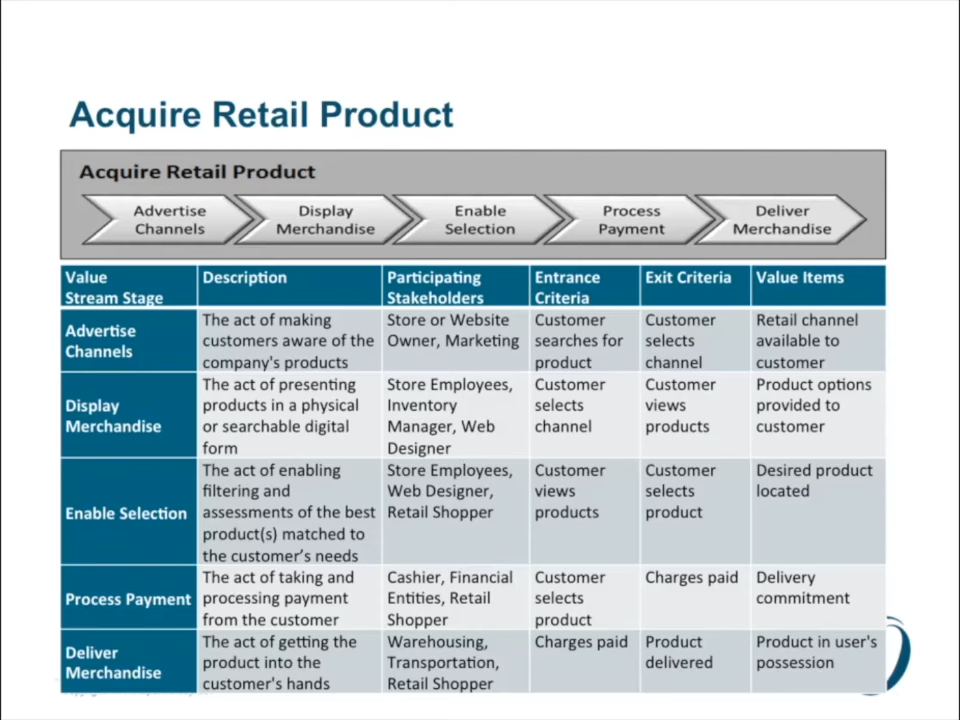 Acquire Retail Product
Acquire Retail Product
Advertise
Channels
Display
Merchandise
Enable
Selection
Process
Payment
Deliver
Merchandise
Value
Stream Stage
Description
Participating
Stakeholders
Entrance
Criteria
Exit Criteria
Value Items
Advertise
Channels
The act of making
customers aware of the
company's products
Store or Website
Owner, Marketing
Customer
searches for
product
Customer
selects
channel
Retail channel
available to
customer
Display
Merchandise
The act of presenting
products in a physical
or searchable digital
form
Store Employees,
Inventory
Manager, Web
Designer
Customer
selects
channel
Customer
views
products
Product options
provided to
customer
Enable Selection
The act of enabling
filtering and
assessments of the best
product(s) matched to
the customer’s needs
Store Employees,
Web Designer,
Retail Shopper
Customer
views
products
Customer
selects
product
Desired product
located
Process Payment
The act of taking and
processing payment
from the customer
Cashier, Financial
Entities, Retail
Shopper
Customer
selects
product
Charges paid
Delivery
commitment
Deliver
Merchandise
The act of getting the
product into the
customer's hands
Warehousing,
Transportation,
Retail Shopper
Charges paid
Product
delivered
Product in user's
possession